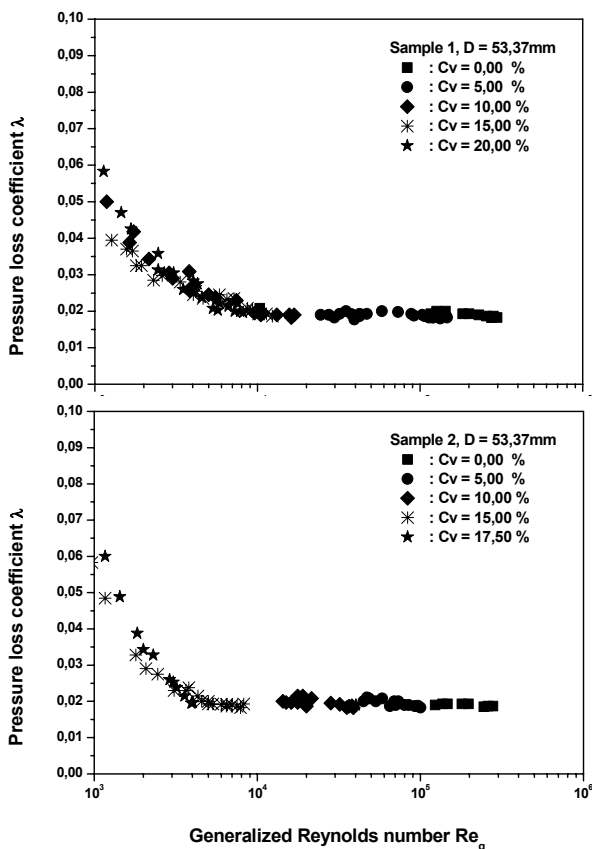 0,10
0,09
0,08
0,07
0,06
0,05
0,04
0,03
0,02
0,01
0,00
Pressure loss coefficient λ
Sample 1, D = 53,37mm
: Cv = 0,00 %
: Cv = 5,00 %
: Cv = 10,00 %
: Cv = 15,00 %
: Cv = 20,00 %
0,10
0,09
0,08
0,07
0,06
0,05
0,04
0,03
0,02
0,01
0,00
Pressure loss coefficient λ
Sample 2, D = 53,37mm
: Cv = 0,00 %
: Cv = 5,00 %
: Cv = 10,00 %
: Cv = 15,00 %
: Cv = 17,50 %
10³ 10⁴ 10⁵ 10⁶
Generalized Reynolds number Re